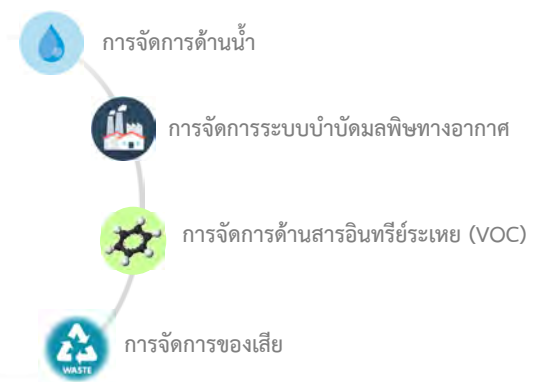 การจัดการด้านน้ำ
การจัดการระบบบำบัดมลพิษทางอากาศ
การจัดการด้านสารอินทรีย์ระเหย (VOC)
การจัดการของเสีย
WASTE